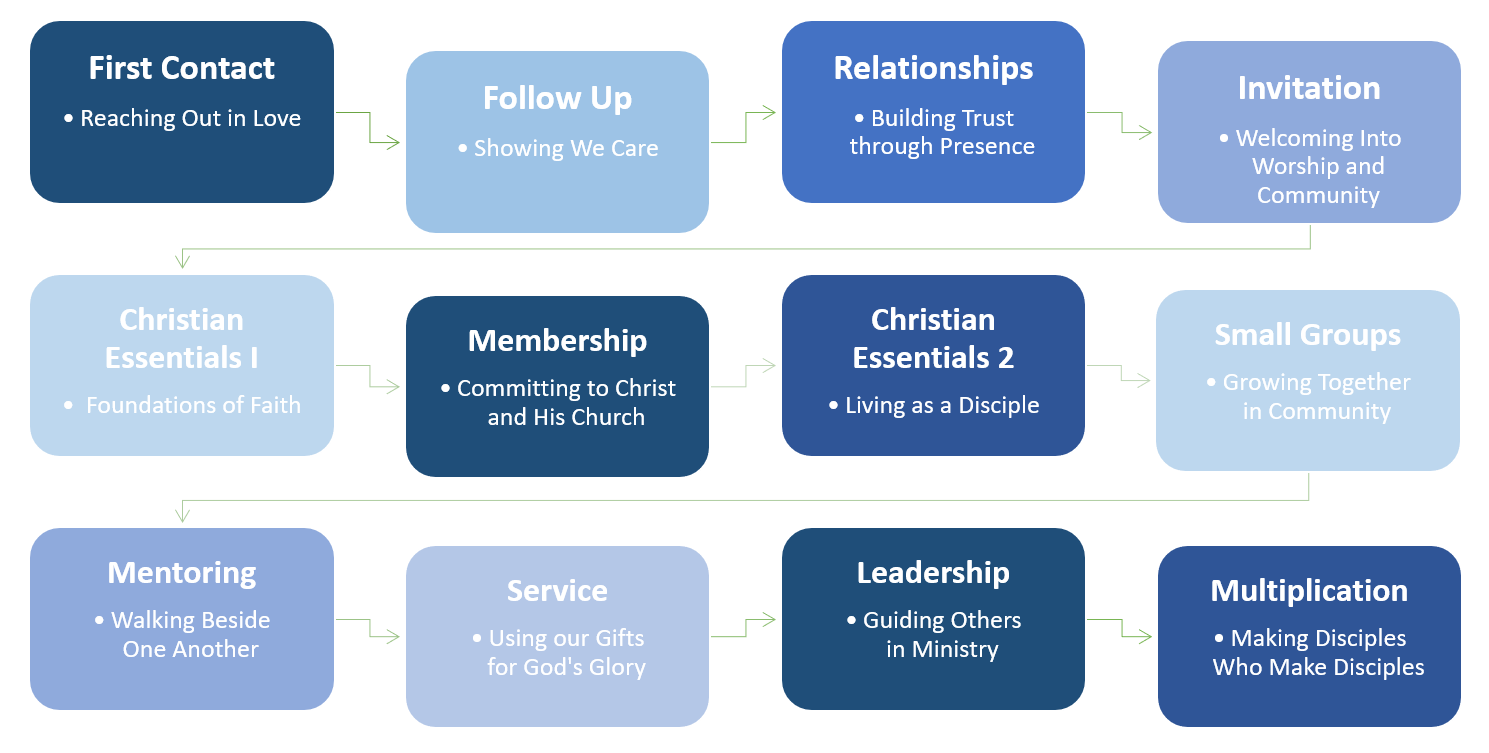 First Contact
• Reaching Out in Love
Follow Up
• Showing We Care
Relationships
• Building Trust
through Presence
Invitation
• Welcoming Into
Worship and
Community
Christian
Essentials I
• Foundations of Faith
Membership
• Committing to Christ
and His Church
Christian
Essentials 2
• Living as a Disciple
Small Groups
• Growing Together
in Community
Mentoring
• Walking Beside
One Another
Service
• Using our Gifts
for God's Glory
Leadership
• Guiding Others
in Ministry
Multiplication
• Making Disciples
Who Make Disciples